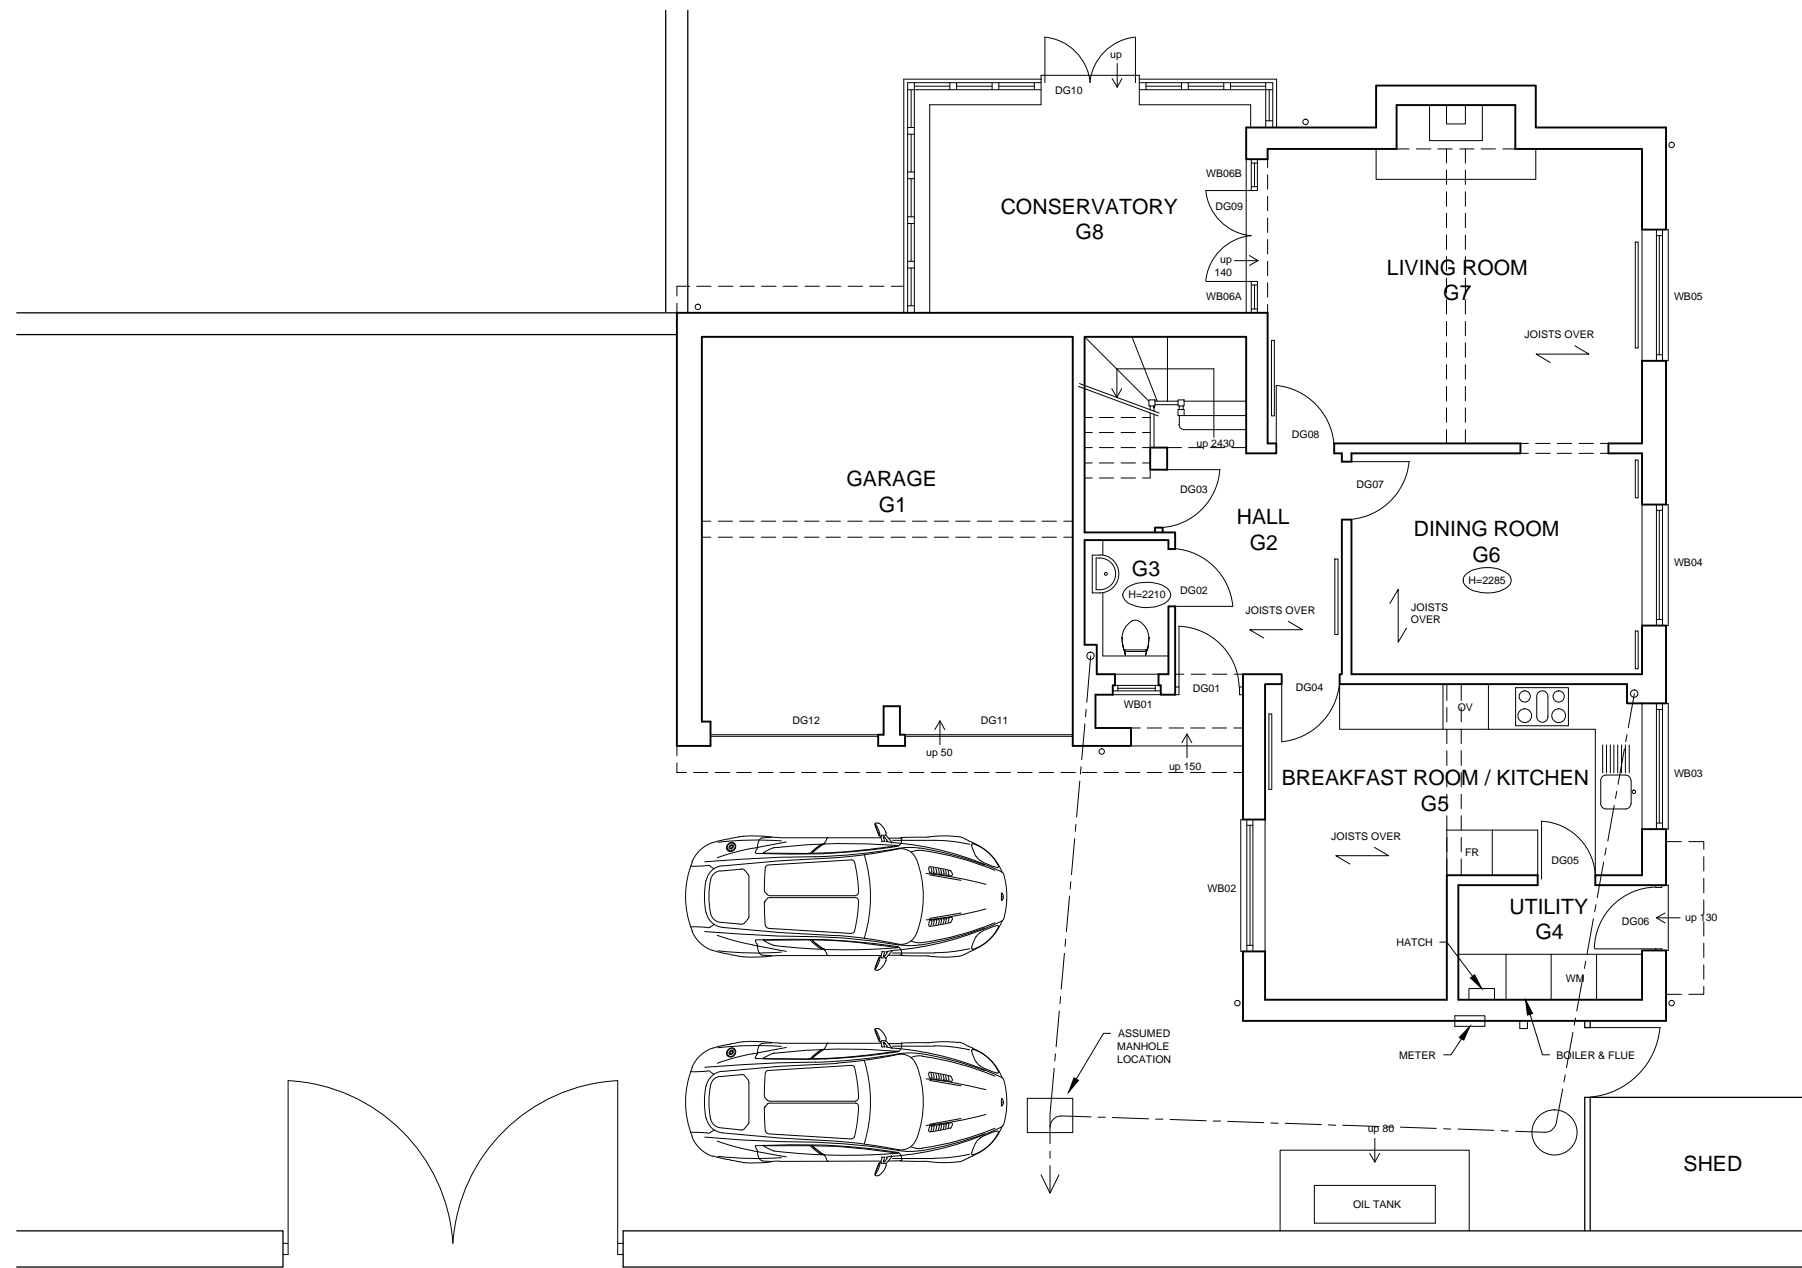 up
DG10
WB06B
CONSERVATORY
G8
DG09
up
140
WB06A
LIVING ROOM
G7
WB05
JOISTS OVER
up 2430
DG08
GARAGE
G1
DG03
DG07
HALL
G2
DINING ROOM
G6
H=2285
WB04
G3
H=2210
DG02
JOISTS OVER
JOISTS
OVER
DG01
DG04
WB01
OV
DG12
DG11
up 50
up 150
BREAKFAST ROOM / KITCHEN
G5
WB03
JOISTS OVER
FR
DG05
WB02
UTILITY
G4
DG06
up 130
HATCH
WM
ASSUMED
MANHOLE
LOCATION
METER
BOILER & FLUE
up 80
SHED
OIL TANK